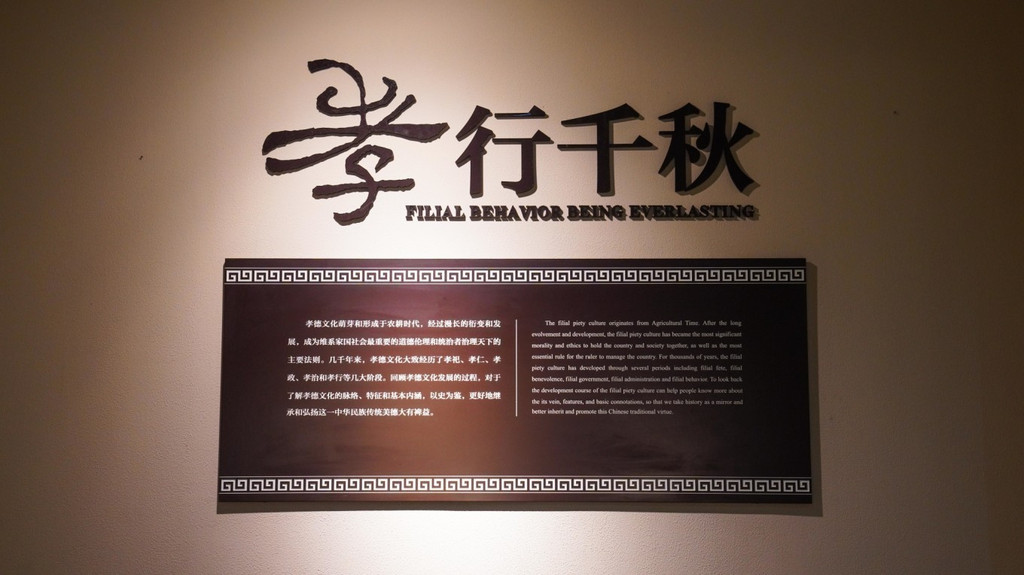 孝行千秋
FILIAL BEHAVIOR BEING EVERLASTING
孝德文化萌芽和形成于农耕时代，经过漫长的衍变和发
展，成为维系家国社会最重要的道德伦理和统治者治理天下的
主要法则。几千年来，孝德文化大致经历了孝祀、孝仁、孝
政、孝治和孝行等几大阶段。回顾孝德文化发展的过程，对于
了解孝德文化的脉络、特征和基本内涵，以史为鉴，更好地继
承和弘扬这一中华民族传统美德大有裨益。
The filial piety culture originates from Agricultural Time. After the long
evolvement and development, the filial piety culture has became the most significant
morality and ethics to hold the country and society together, as well as the most
essential rule for the ruler to manage the country. For thousands of years, the filial
piety culture has developed through several periods including filial fete, filial
benevolence, filial government, filial administration and filial behavior. To look back
the development course of the filial piety culture can help people know more about
the its vein, features, and basic connotations, so that we take history as a mirror and
better inherit and promote this Chinese traditional virtue.